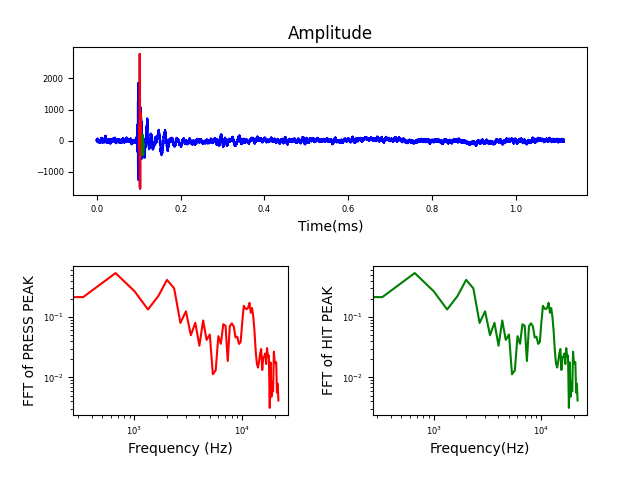 Amplitude
2000
1000
0
−1000
0.0 0.2 0.4 0.6 0.8 1.0
Time(ms)
FFT of PRESS PEAK
10⁻¹
10⁻²
10³ 10⁴
Frequency (Hz)
FFT of HIT PEAK
10⁻¹
10⁻²
10³ 10⁴
Frequency(Hz)